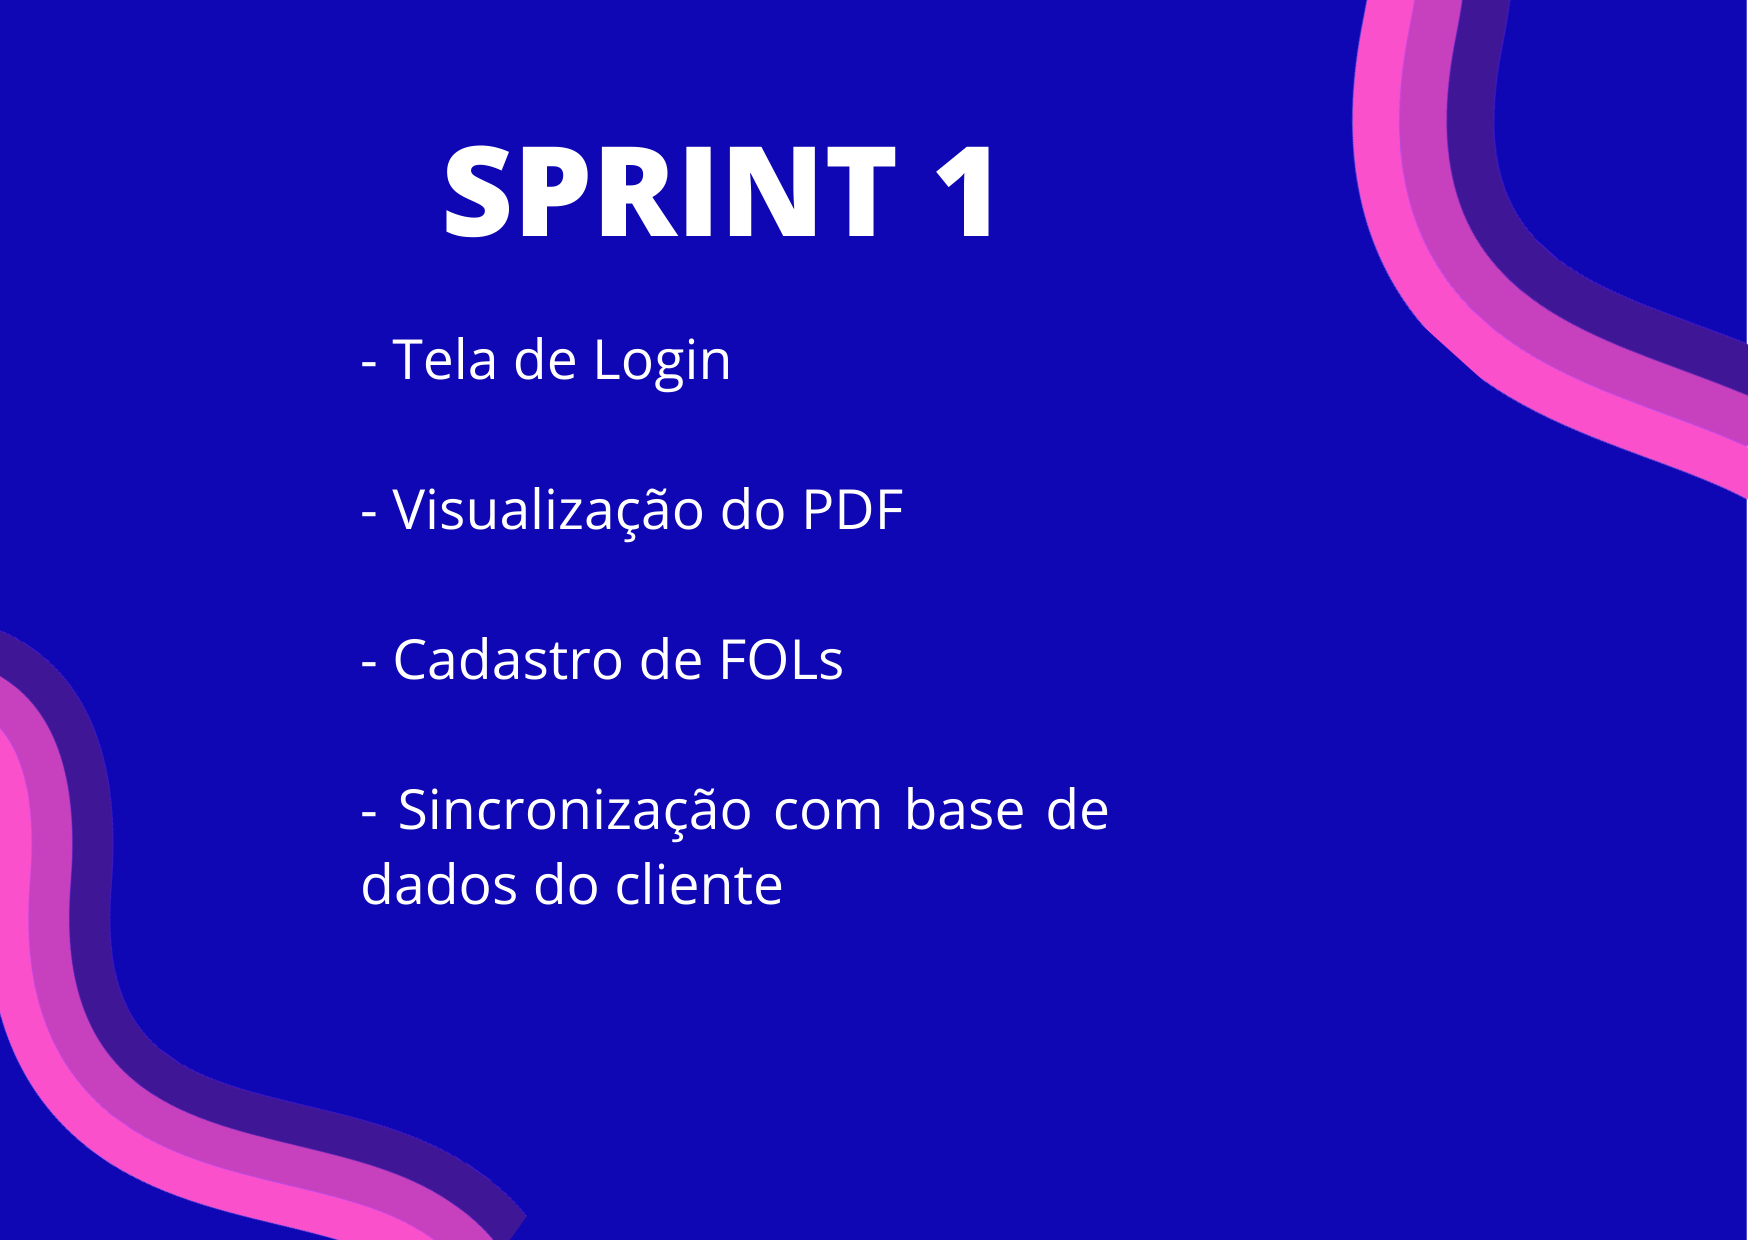 SPRINT 1
- Tela de Login
- Visualização do PDF
- Cadastro de FOLs
- Sincronização com base de
dados do cliente